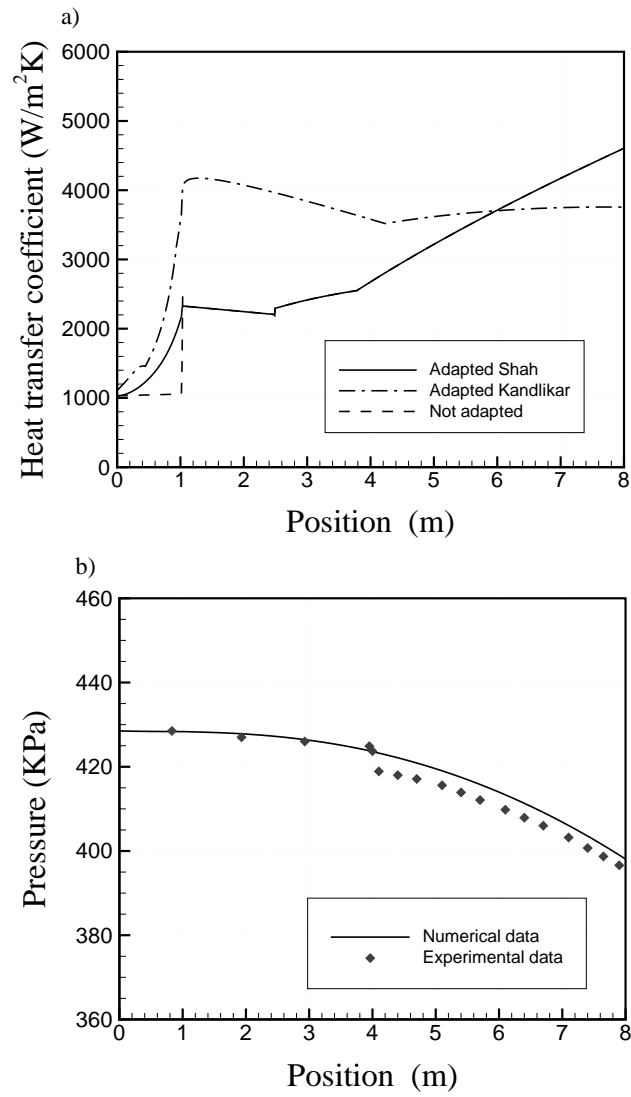 a)
Heat transfer coefficient (W/m²K)
6000
5000
4000
3000
2000
1000
0
Adapted Shah
Adapted Kandlikar
Not adapted
0 1 2 3 4 5 6 7 8
Position (m)
b)
Pressure (KPa)
460
440
420
400
380
360
Numerical data
Experimental data
0 1 2 3 4 5 6 7 8
Position (m)